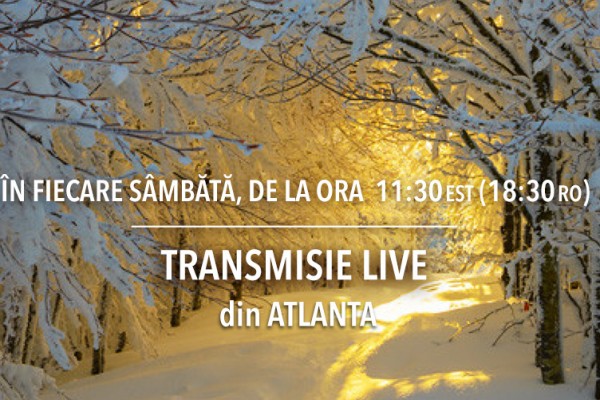 ÎN FIECARE SÂMBĂTĂ, DE LA ORA 11:30 EST (18:30 RO)
TRANSMISIE LIVE
din ATLANTA